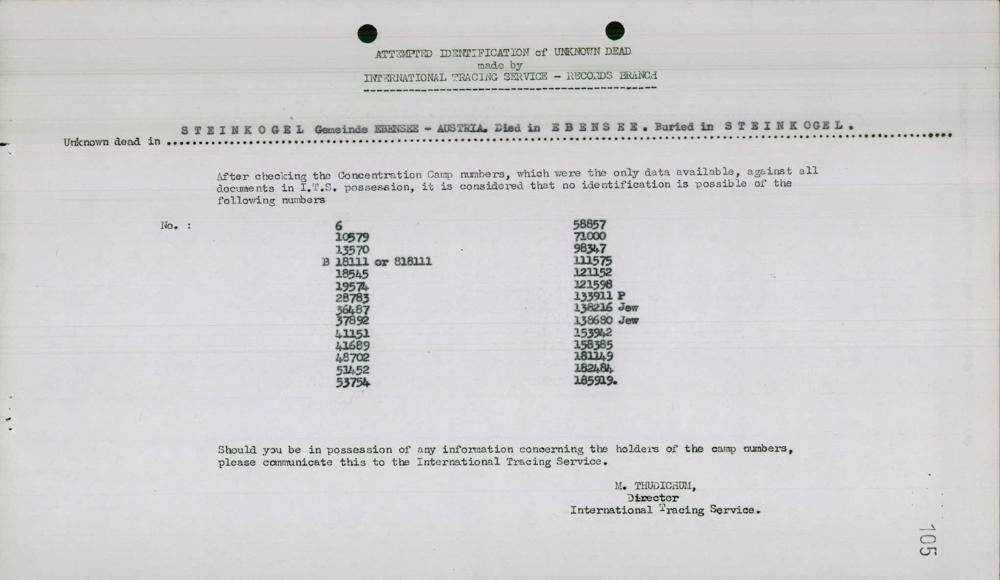 ATTEMPTED IDENTIFICATION of UNKNOWN DEAD
made by
INTERNATIONAL TRACING SERVICE - RECORDS BRANCH
Unknown dead in STEINKOGEL Gemeinde EBENSEE - AUSTRIA. Died in EBENSEE. Buried in STEINKOGEL.
After checking the Concentration Camp numbers, which were the only data available, against all
documents in I.T.S. possession, it is considered that no identification is possible of the
following numbers
No. :
6
10579
13570
B 18111 or 818111
18545
19574
28783
36487
37892
41151
41689
48702
51452
53754
58857
71000
98347
111575
121152
121598
133911 P
138216 Jew
138680 Jew
153942
158385
181149
182484
185919.
Should you be in possession of any information concerning the holders of the camp numbers,
please communicate this to the International Tracing Service.
M. THUDICHUM,
Director
International Tracing Service.
105